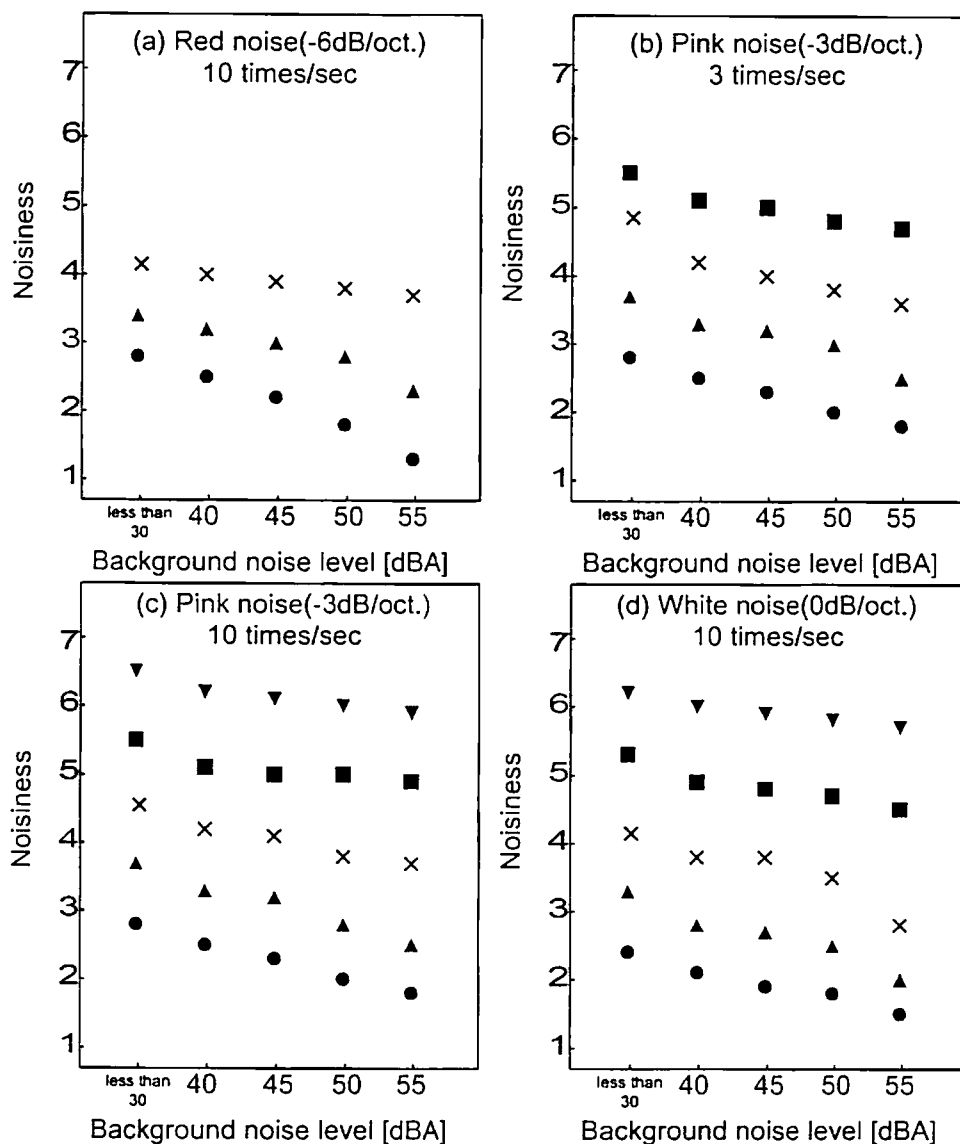 (a) Red noise(-6dB/oct.)
10 times/sec
7
6
5
4
3
2
1
Noisiness
less than
30
40
45
50
55
Background noise level [dBA]
(b) Pink noise(-3dB/oct.)
3 times/sec
7
6
5
4
3
2
1
Noisiness
less than
30
40
45
50
55
Background noise level [dBA]
(c) Pink noise(-3dB/oct.)
10 times/sec
7
6
5
4
3
2
1
Noisiness
less than
30
40
45
50
55
Background noise level [dBA]
(d) White noise(0dB/oct.)
10 times/sec
7
6
5
4
3
2
1
Noisiness
less than
30
40
45
50
55
Background noise level [dBA]